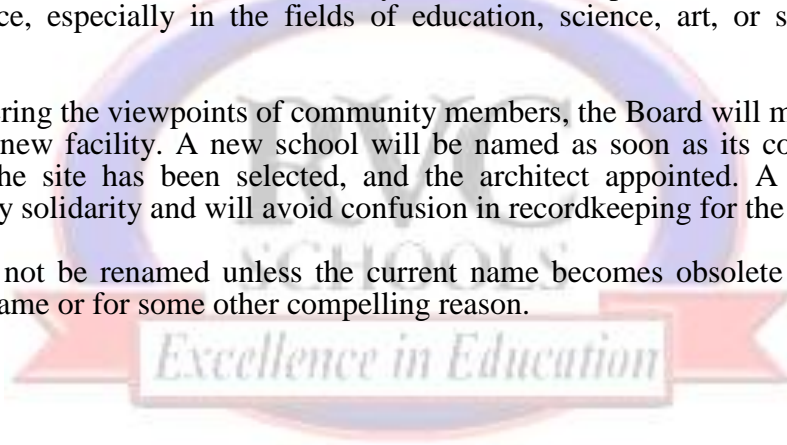 ce, especially in the fields of education, science, art, or s
ring the viewpoints of community members, the Board will m
new facility. A new school will be named as soon as its co
he site has been selected, and the architect appointed. A
y solidarity and will avoid confusion in recordkeeping for the
not be renamed unless the current name becomes obsolete
ame or for some other compelling reason.
RVC
SCHOOLS
Excellence in Education